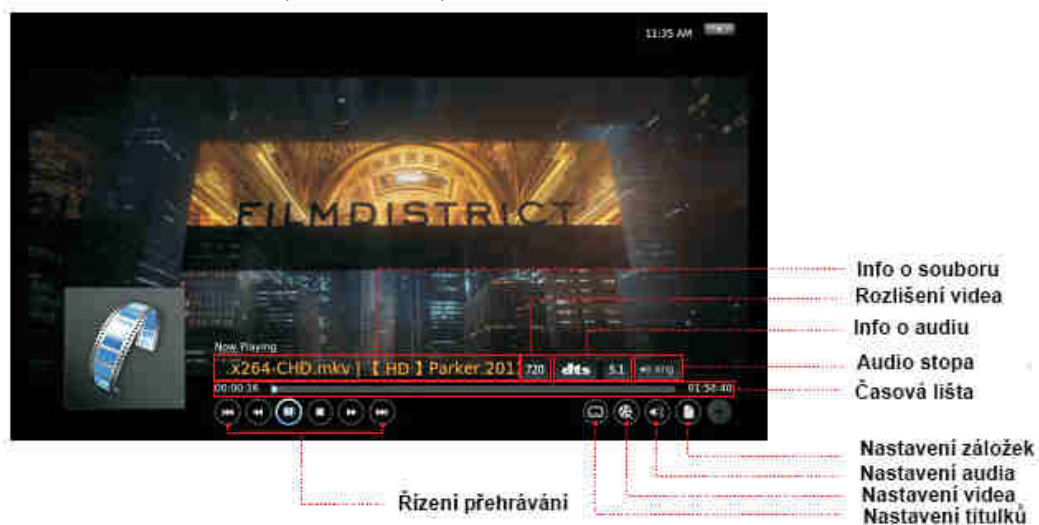 11:35 AM
FILMDISTRICT
Info o souboru
Rozlišení videa
Info o audiu
Now Playing
.x264-CHD.mkv | 【 HD 】 Parker.201 720 dts 5.1 eng
Audio stopa
00:00:16 01:58:40
Časová lišta
Nastavení záložek
Nastavení audia
Nastavení videa
Nastavení titulků
Řízení přehrávání